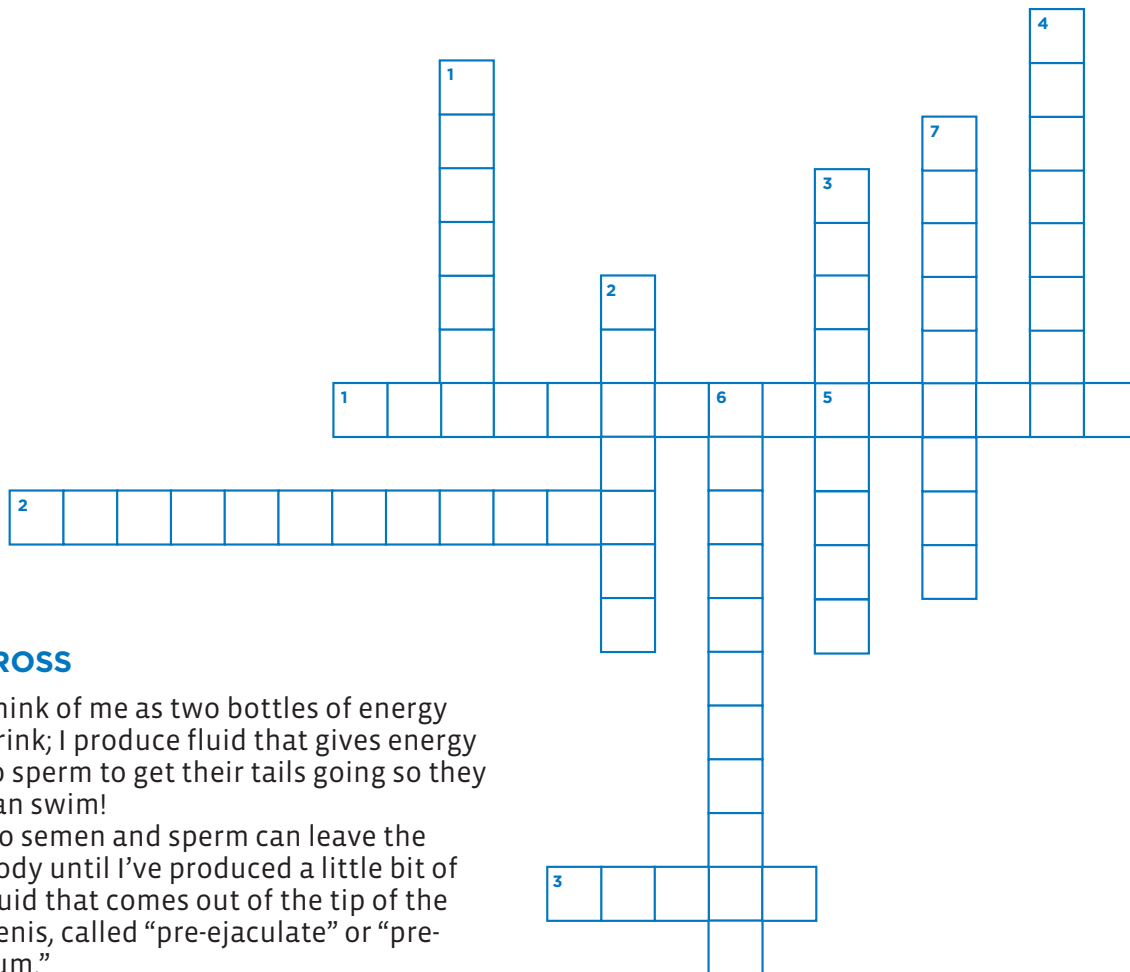 4
1
7
3
2
1 6 5
2
ROSS
hink of me as two bottles of energy
rink; I produce fluid that gives energy
o sperm to get their tails going so they
an swim!
o semen and sperm can leave the
ody until I’ve produced a little bit of
uid that comes out of the tip of the
enis, called “pre-ejaculate” or “pre-
um.”
3